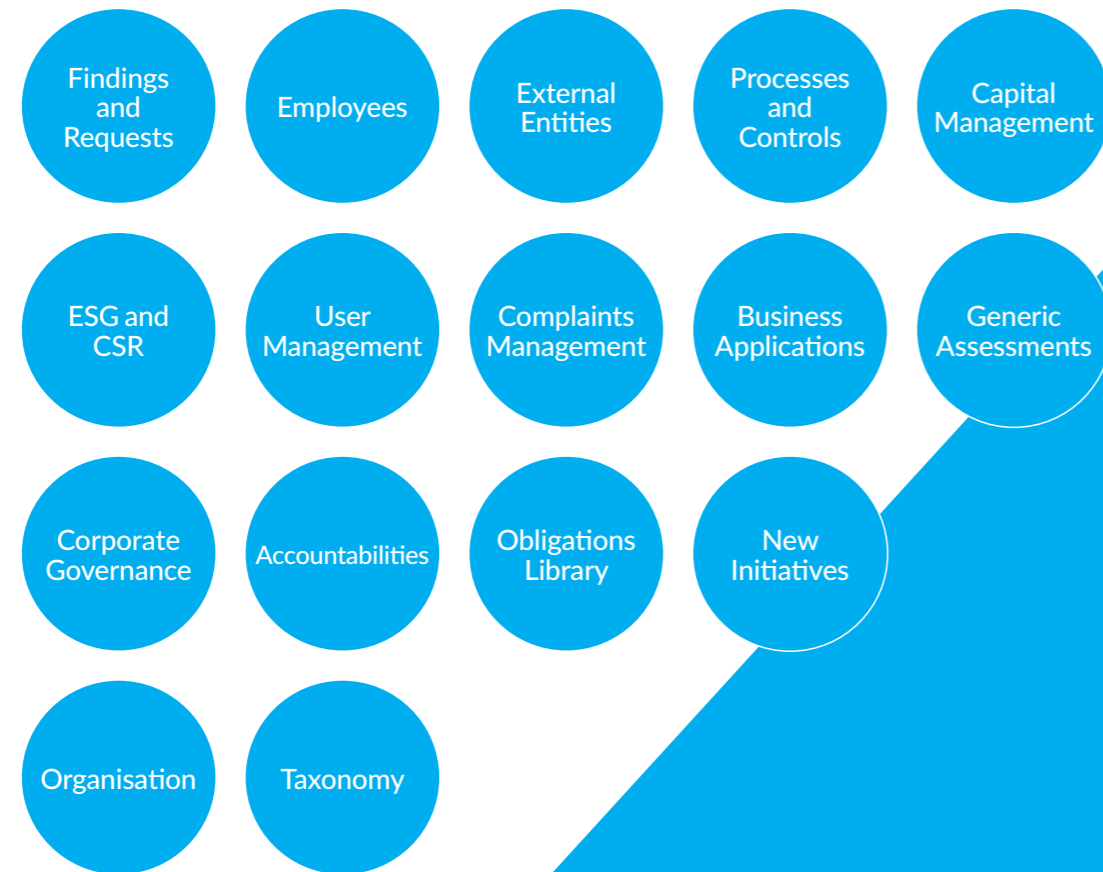 Findings
and
Requests
Employees
External
Entities
Processes
and
Controls
Capital
Management
ESG and
CSR
User
Management
Complaints
Management
Business
Applications
Generic
Assessments
Corporate
Governance
Accountabilities
Obligations
Library
New
Initiatives
Organisation
Taxonomy